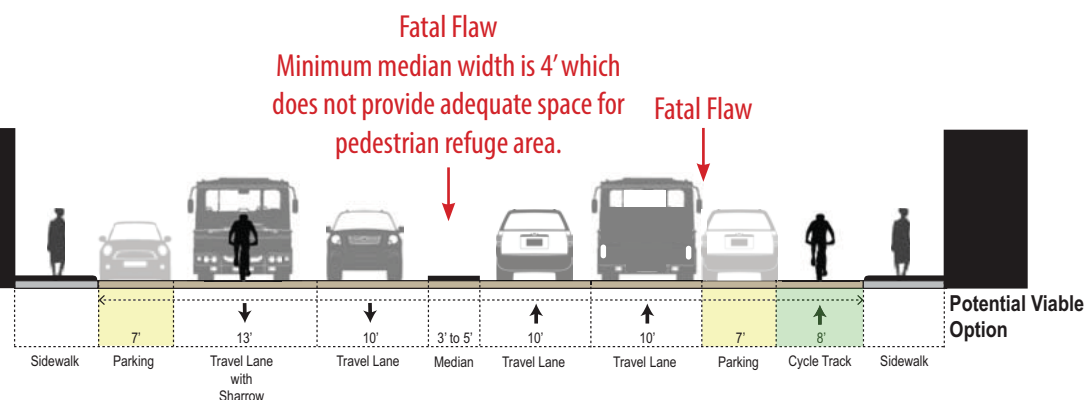 Fatal Flaw
Minimum median width is 4’ which
does not provide adequate space for
pedestrian refuge area.
Fatal Flaw
7’
13’
10’
3’ to 5’
10’
10’
7’
8’
Sidewalk
Parking
Travel Lane
with
Sharrow
Travel Lane
Median
Travel Lane
Travel Lane
Parking
Cycle Track
Sidewalk
Potential Viable
Option